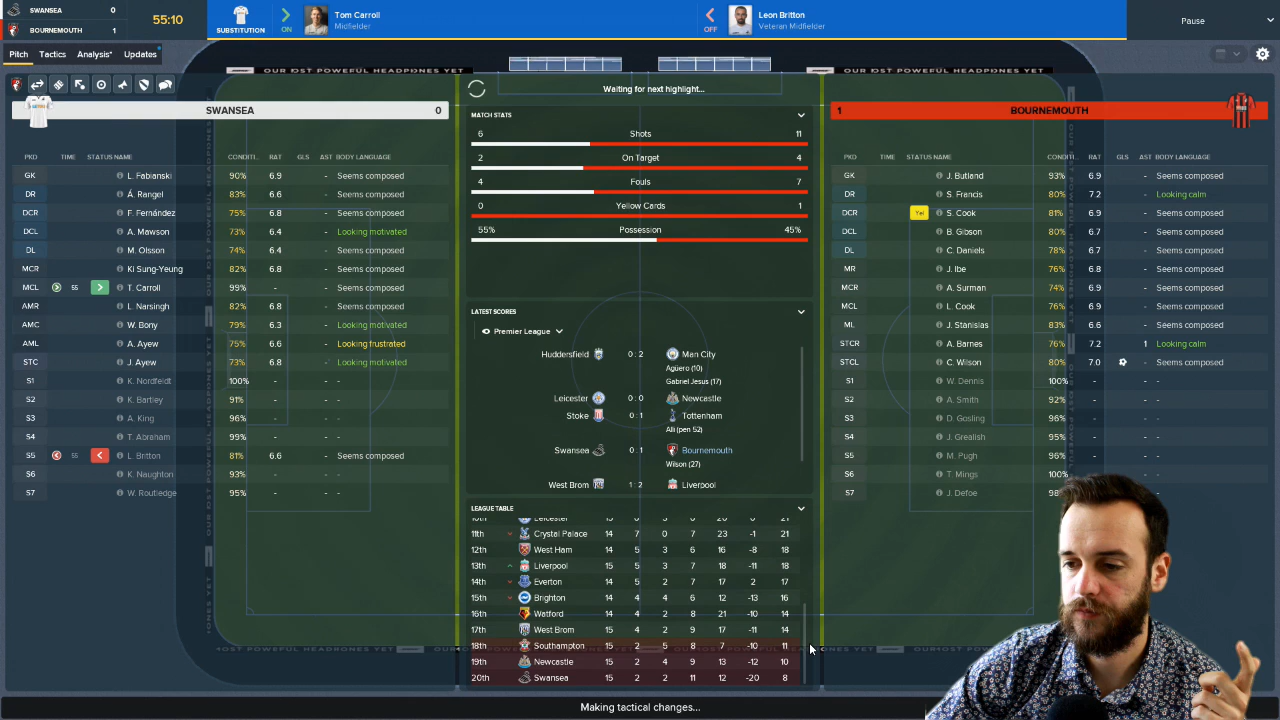 SWANSEA 0
BOURNEMOUTH 1
55:10
SUBSTITUTION
ON
Tom Carroll
Midfielder
OFF
Leon Britton
Veteran Midfielder
Pause
Pitch Tactics Analysis* Updates
Waiting for next highlight...
SWANSEA 0
PKD TIME STATUS NAME CONDITI... RAT GLS AST BODY LANGUAGE
GK L. Fabianski 90% 6.9 - Seems composed
DR Á. Rangel 83% 6.6 - Seems composed
DCR F. Fernández 75% 6.8 - Seems composed
DCL A. Mawson 73% 6.4 - Looking motivated
DL M. Olsson 74% 6.4 - Seems composed
MCR Ki Sung-Yeung 82% 6.8 - Seems composed
MCL 55 T. Carroll 99% - - Seems composed
AMR L. Narsingh 82% 6.8 - Seems composed
AMC W. Bony 79% 6.3 - Looking motivated
AML A. Ayew 75% 6.6 - Looking frustrated
STC J. Ayew 73% 6.8 - Looking motivated
S1 K. Nordfeldt 100% - - -
S2 K. Bartley 91% - - -
S3 A. King 96% - - -
S4 T. Abraham 99% - - -
S5 55 L. Britton 81% 6.6 - Seems composed
S6 K. Naughton 93% - - -
S7 W. Routledge 95% - - -
MATCH STATS
6 Shots 11
2 On Target 4
4 Fouls 7
0 Yellow Cards 1
55% Possession 45%
LATEST SCORES
Premier League
Huddersfield 0 : 2 Man City
Agüero (10)
Gabriel Jesus (17)
Leicester 0 : 0 Newcastle
Stoke 0 : 1 Tottenham
Alli (pen 52)
Swansea 0 : 1 Bournemouth
Wilson (27)
West Brom 1 : 2 Liverpool
LEAGUE TABLE
11th Crystal Palace 14 7 0 7 23 -1 21
12th West Ham 14 5 3 6 16 -8 18
13th Liverpool 15 5 3 7 18 -11 18
14th Everton 14 5 2 7 17 2 17
15th Brighton 14 4 4 6 12 -13 16
16th Watford 14 4 2 8 21 -10 14
17th West Brom 15 4 2 9 17 -11 14
18th Southampton 15 2 5 8 7 -10 11
19th Newcastle 15 2 4 9 13 -12 10
20th Swansea 15 2 2 11 12 -20 8
1 BOURNEMOUTH
PKD TIME STATUS NAME CONDI... RAT GLS AST BODY LANGUAGE
GK J. Butland 93% 6.9 - Seems composed
DR S. Francis 80% 7.2 - Looking calm
DCR Yel S. Cook 81% 6.9 - Seems composed
DCL B. Gibson 80% 6.7 - Seems composed
DL C. Daniels 78% 6.7 - Seems composed
MR J. Ibe 76% 6.8 - Seems composed
MCR A. Surman 74% 6.9 - Seems composed
MCL L. Cook 76% 6.9 - Seems composed
ML J. Stanislas 83% 6.6 - Seems composed
STCR A. Barnes 76% 7.2 1 Looking calm
STCL C. Wilson 80% 7.0 - Seems composed
S1 W. Dennis 100% - - -
S2 A. Smith 92% - - -
S3 D. Gosling 96% - - -
S4 J. Grealish 95% - - -
S5 M. Pugh 96% - - -
S6 T. Mings 100% - - -
S7 J. Defoe 98% - - -
Making tactical changes...